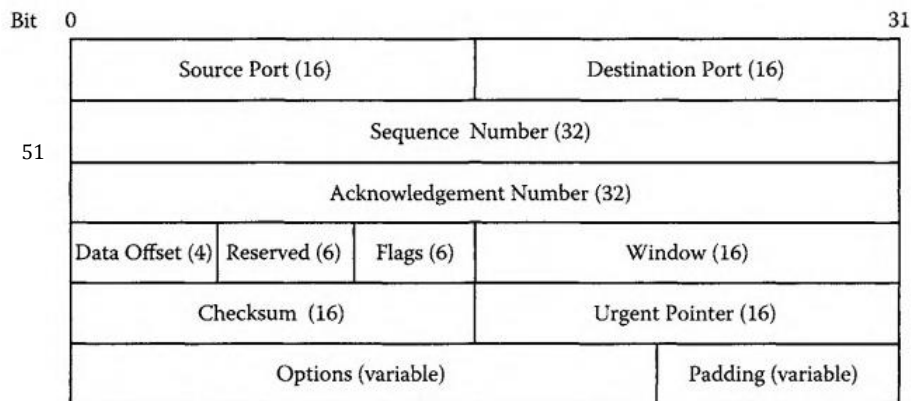 Bit 0 31
Source Port (16) Destination Port (16)
Sequence Number (32)
51
Acknowledgement Number (32)
Data Offset (4) Reserved (6) Flags (6) Window (16)
Checksum (16) Urgent Pointer (16)
Options (variable) Padding (variable)